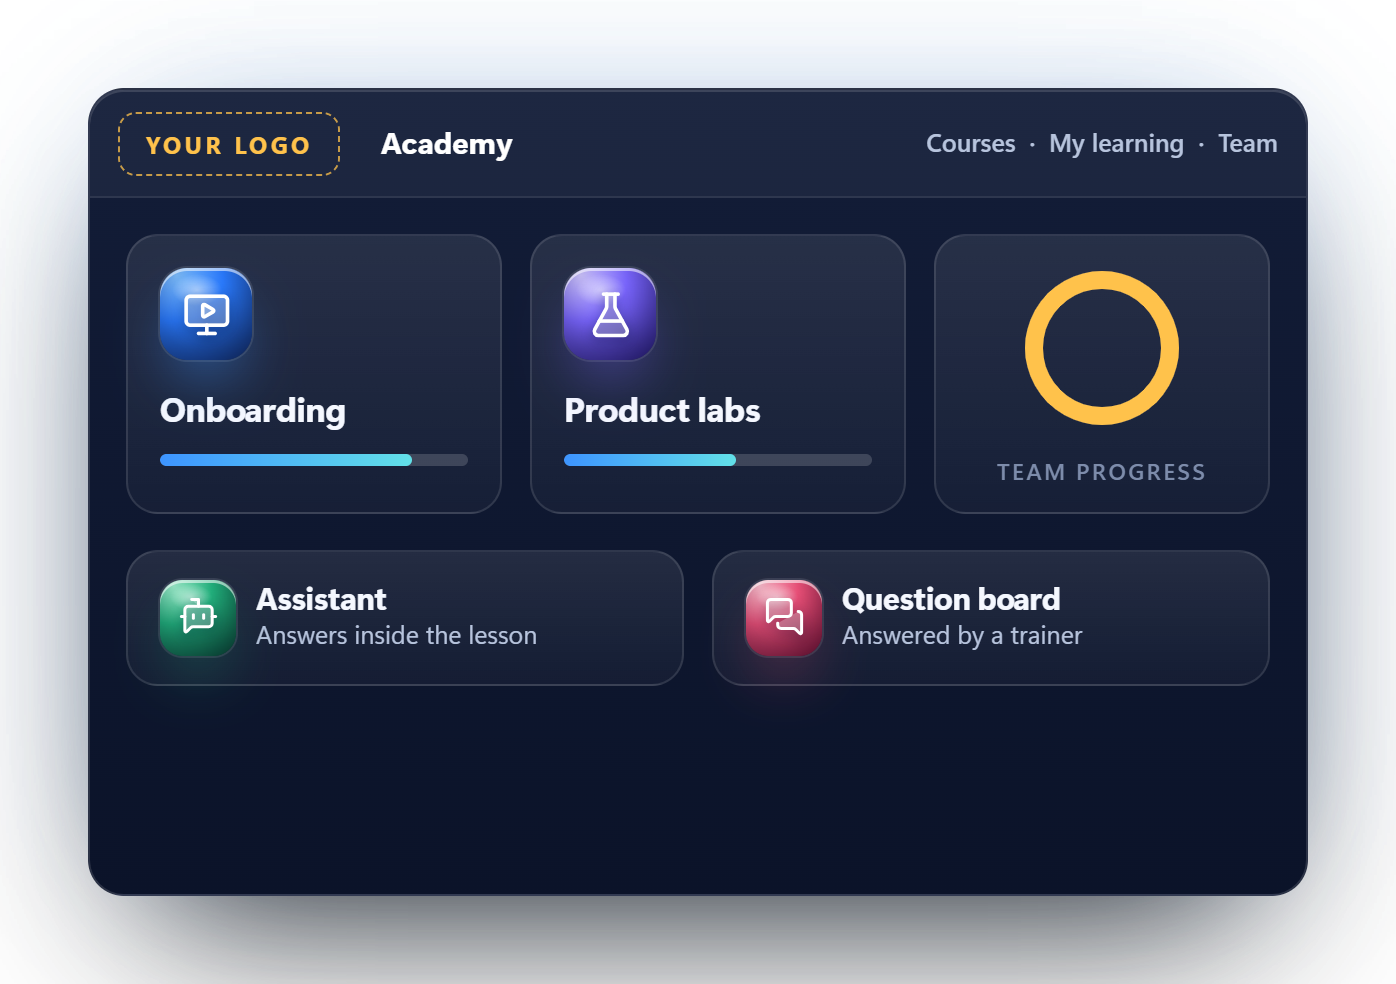 YOUR LOGO
Academy
Courses · My learning · Team
Onboarding
Product labs
TEAM PROGRESS
Assistant
Answers inside the lesson
Question board
Answered by a trainer